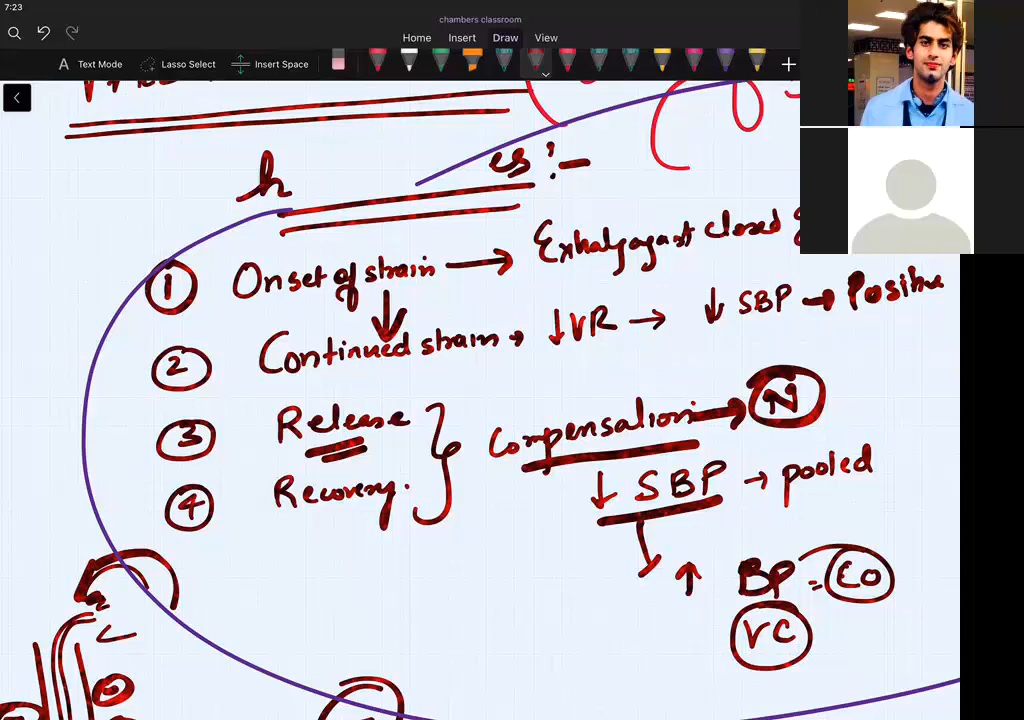 7:23
chambers classroom
Home Insert Draw View
Text Mode Lasso Select Insert Space
h es :-
① Onset of strain → Exhal against closed
② Continued strain → ↓VR → ↓ SBP → Positive
③ Release } Compensation → N
④ Recovery.
↓ SBP → pooled
↑ BP = CO
VC